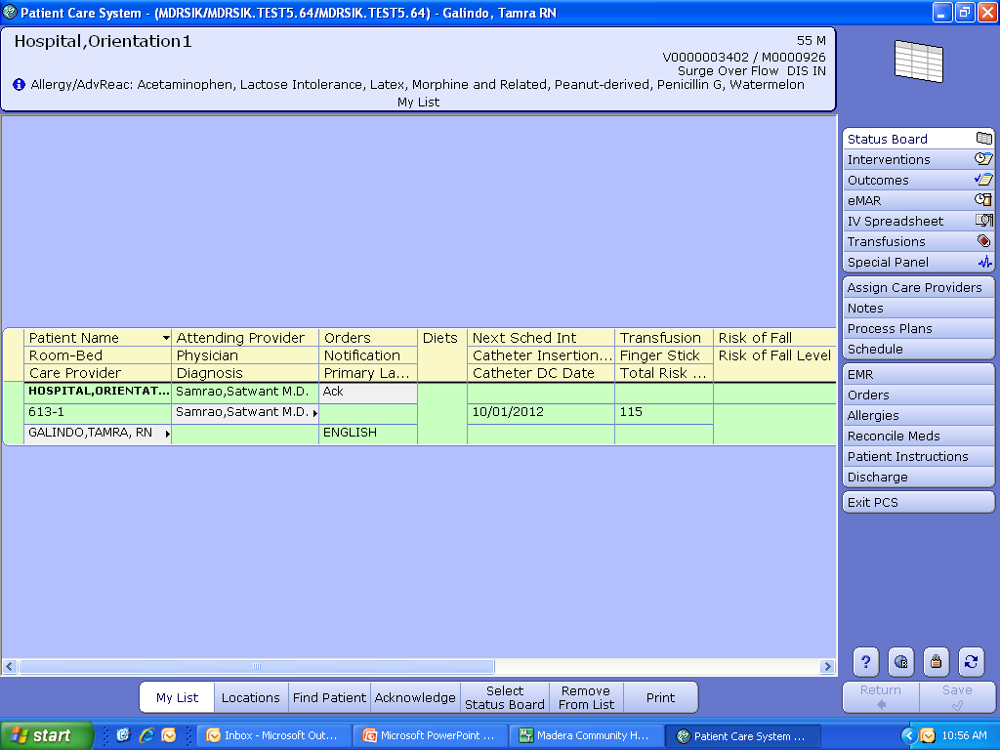 Patient Care System - (MDRSIK/MDRSIK.TEST5.64/MDRSIK.TEST5.64) - Galindo, Tamra RN
Hospital,Orientation1
55 M
V0000003402 / M0000926
Surge Over Flow DIS IN
Allergy/AdvReac: Acetaminophen, Lactose Intolerance, Latex, Morphine and Related, Peanut-derived, Penicillin G, Watermelon
My List
Status Board
Interventions
Outcomes
eMAR
IV Spreadsheet
Transfusions
Special Panel
Assign Care Providers
Notes
Process Plans
Schedule
EMR
Orders
Allergies
Reconcile Meds
Patient Instructions
Discharge
Exit PCS
Patient Name Attending Provider Orders Diets Next Sched Int Transfusion Risk of Fall
Room-Bed Physician Notification Catheter Insertion... Finger Stick Risk of Fall Level
Care Provider Diagnosis Primary La... Catheter DC Date Total Risk ...
HOSPITAL,ORIENTAT... Samrao,Satwant M.D. Ack
613-1 Samrao,Satwant M.D. 10/01/2012 115
GALINDO,TAMRA, RN ENGLISH
?
Return Save
My List Locations Find Patient Acknowledge Select Status Board Remove From List Print
start Inbox - Microsoft Out... Microsoft PowerPoint ... Madera Community H... Patient Care System ... 10:56 AM